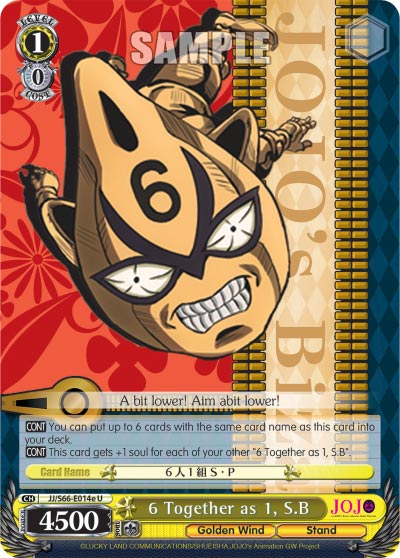 LEVEL
1
0
COST
SAMPLE
JOJO's Biz
6
A bit lower! Aim abit lower!
CONT You can put up to 6 cards with the same card name as this card into your deck.
CONT This card gets +1 soul for each of your other "6 Together as 1, S.B".
Card Name 6人1組 S・P
CH JJ/S66-E014e U
POWER 4500 SOUL 6 Together as 1, S.B
Golden Wind Stand
JOJO
©LUCKY LAND COMMUNICATIONS/SHUEISHA,JOJO's Animation GW Project